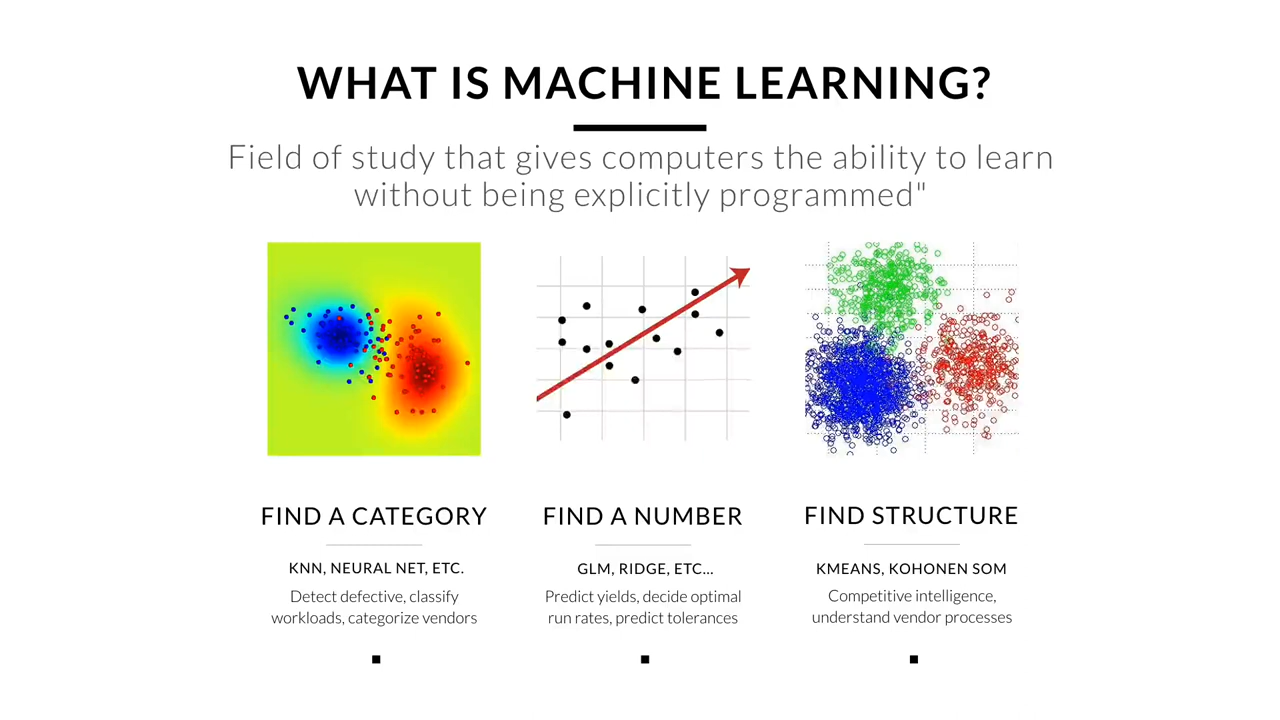 WHAT IS MACHINE LEARNING?
Field of study that gives computers the ability to learn
without being explicitly programmed"
FIND A CATEGORY
KNN, NEURAL NET, ETC.
Detect defective, classify
workloads, categorize vendors
FIND A NUMBER
GLM, RIDGE, ETC...
Predict yields, decide optimal
run rates, predict tolerances
FIND STRUCTURE
KMEANS, KOHONEN SOM
Competitive intelligence,
understand vendor processes